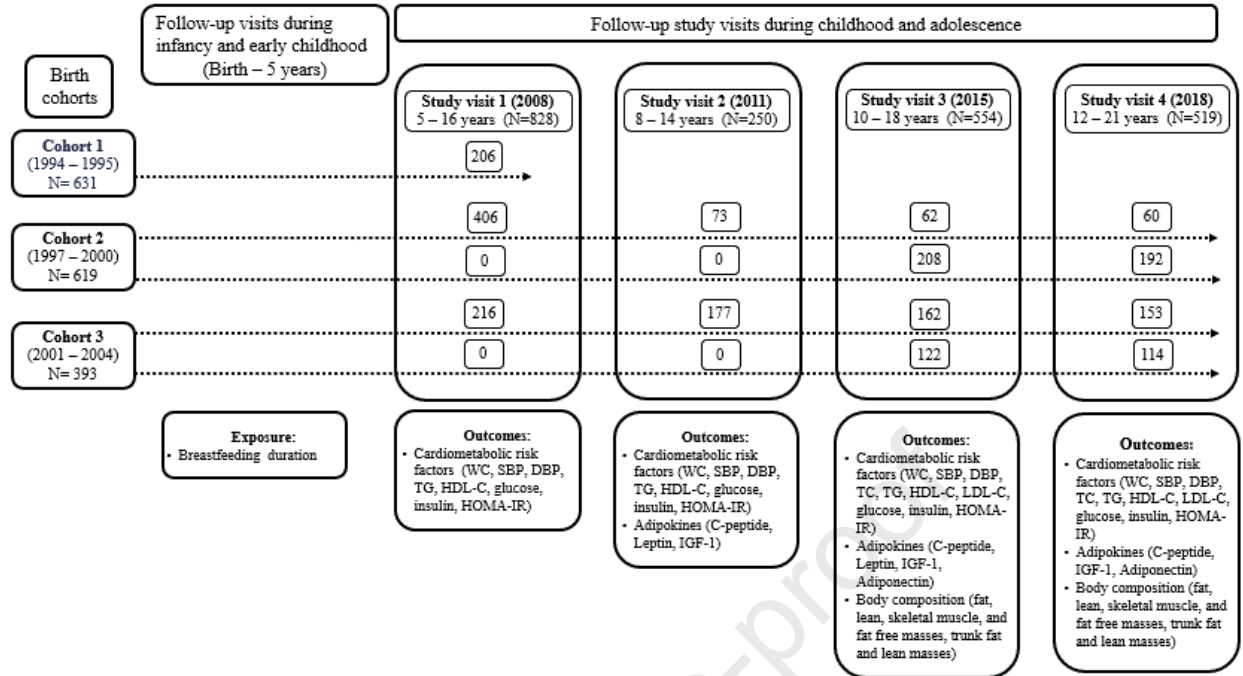 Follow-up visits during
infancy and early childhood
(Birth – 5 years)
Follow-up study visits during childhood and adolescence
Birth
cohorts
Study visit 1 (2008)
5 – 16 years (N=828)
Study visit 2 (2011)
8 – 14 years (N=250)
Study visit 3 (2015)
10 – 18 years (N=554)
Study visit 4 (2018)
12 – 21 years (N=519)
Cohort 1
(1994 – 1995)
N= 631
206
Cohort 2
(1997 – 2000)
N= 619
406
73
62
60
0
0
208
192
Cohort 3
(2001 – 2004)
N= 393
216
177
162
153
0
0
122
114
Exposure:
• Breastfeeding duration
Outcomes:
• Cardiometabolic risk
factors (WC, SBP, DBP,
TG, HDL-C, glucose,
insulin, HOMA-IR)
Outcomes:
• Cardiometabolic risk
factors (WC, SBP, DBP,
TG, HDL-C, glucose,
insulin, HOMA-IR)
• Adipokines (C-peptide,
Leptin, IGF-1)
Outcomes:
• Cardiometabolic risk
factors (WC, SBP, DBP,
TC, TG, HDL-C, LDL-C,
glucose, insulin, HOMA-
IR)
• Adipokines (C-peptide,
Leptin, IGF-1,
Adiponectin)
• Body composition (fat,
lean, skeletal muscle, and
fat free masses, trunk fat
and lean masses)
Outcomes:
• Cardiometabolic risk
factors (WC, SBP, DBP,
TC, TG, HDL-C, LDL-C,
glucose, insulin, HOMA-
IR)
• Adipokines (C-peptide,
IGF-1, Adiponectin)
• Body composition (fat,
lean, skeletal muscle, and
fat free masses, trunk fat
and lean masses)
-proof